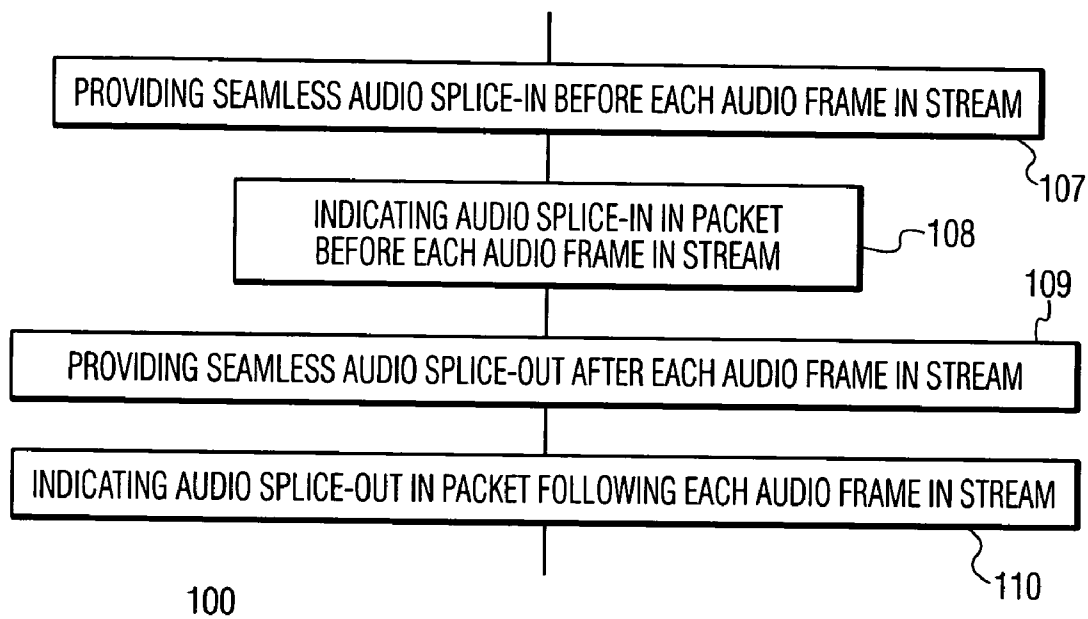 PROVIDING SEAMLESS AUDIO SPLICE-IN BEFORE EACH AUDIO FRAME IN STREAM
107
INDICATING AUDIO SPLICE-IN IN PACKET
BEFORE EACH AUDIO FRAME IN STREAM
108
109
PROVIDING SEAMLESS AUDIO SPLICE-OUT AFTER EACH AUDIO FRAME IN STREAM
INDICATING AUDIO SPLICE-OUT IN PACKET FOLLOWING EACH AUDIO FRAME IN STREAM
110
100